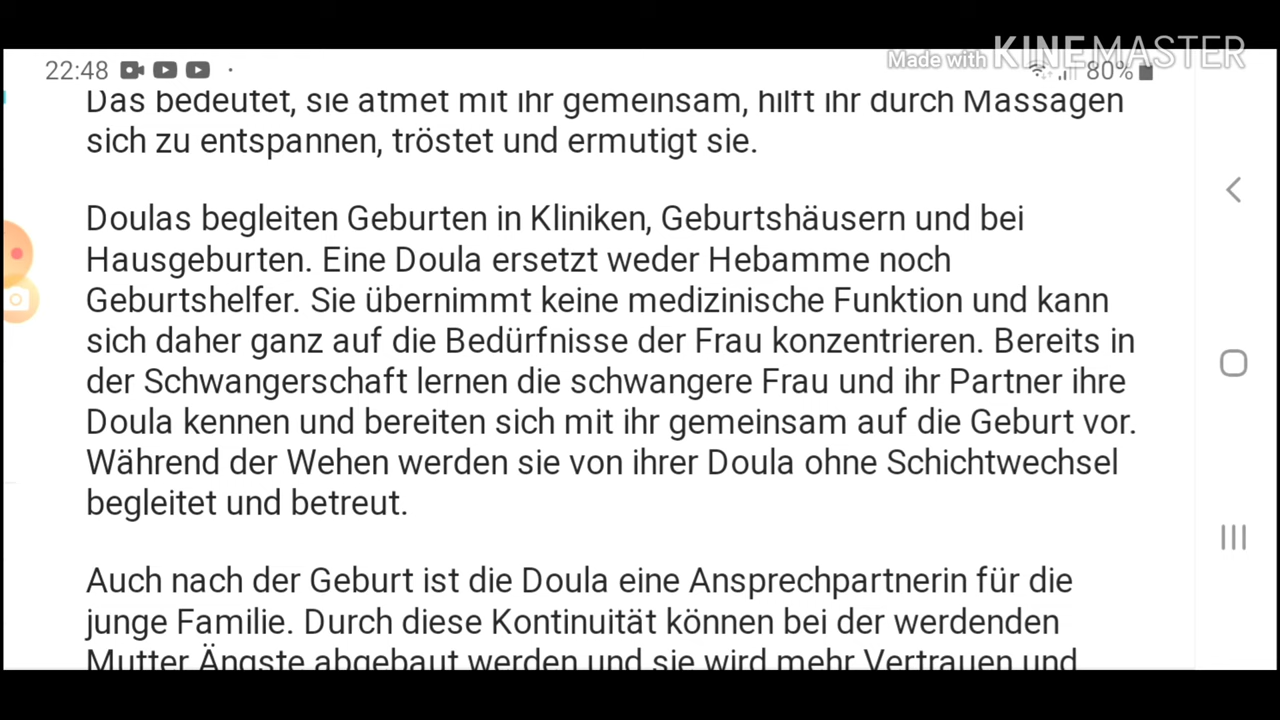 Made with KINEMASTER
22:48
80%
Das bedeutet, sie atmet mit ihr gemeinsam, hilft ihr durch Massagen
sich zu entspannen, tröstet und ermutigt sie.
Doulas begleiten Geburten in Kliniken, Geburtshäusern und bei
Hausgeburten. Eine Doula ersetzt weder Hebamme noch
Geburtshelfer. Sie übernimmt keine medizinische Funktion und kann
sich daher ganz auf die Bedürfnisse der Frau konzentrieren. Bereits in
der Schwangerschaft lernen die schwangere Frau und ihr Partner ihre
Doula kennen und bereiten sich mit ihr gemeinsam auf die Geburt vor.
Während der Wehen werden sie von ihrer Doula ohne Schichtwechsel
begleitet und betreut.
Auch nach der Geburt ist die Doula eine Ansprechpartnerin für die
junge Familie. Durch diese Kontinuität können bei der werdenden
Mutter Ängste abgebaut werden und sie wird mehr Vertrauen und